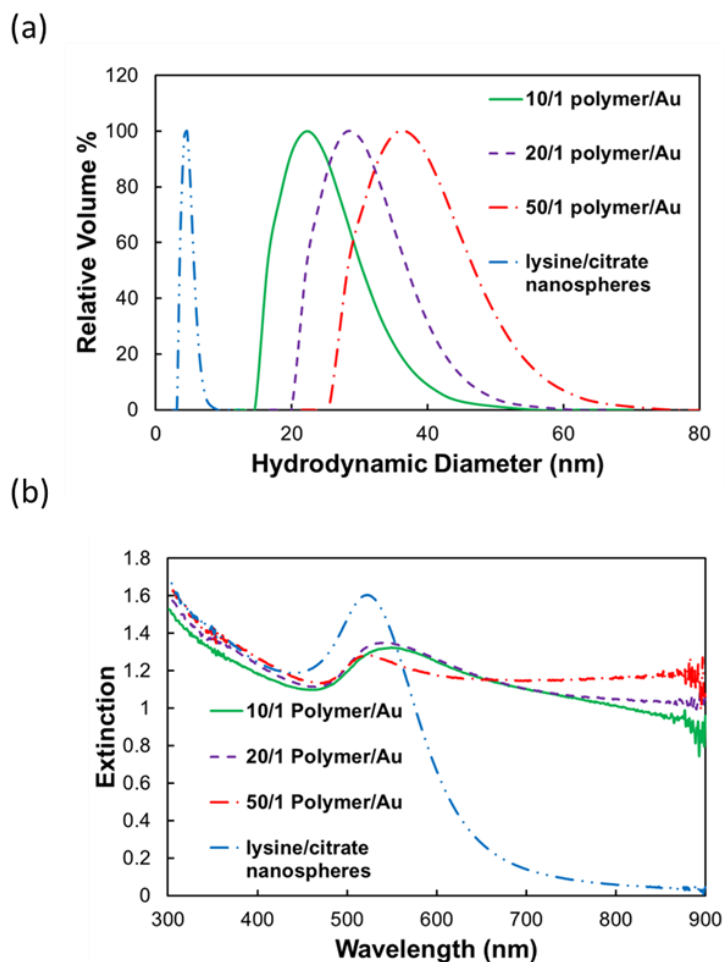 (a)
120
100
80
60
40
20
0
Relative Volume %
10/1 polymer/Au
20/1 polymer/Au
50/1 polymer/Au
lysine/citrate
nanospheres
0 20 40 60 80
Hydrodynamic Diameter (nm)
(b)
1.8
1.6
1.4
1.2
1
0.8
0.6
0.4
0.2
0
Extinction
10/1 Polymer/Au
20/1 Polymer/Au
50/1 Polymer/Au
lysine/citrate
nanospheres
300 400 500 600 700 800 900
Wavelength (nm)